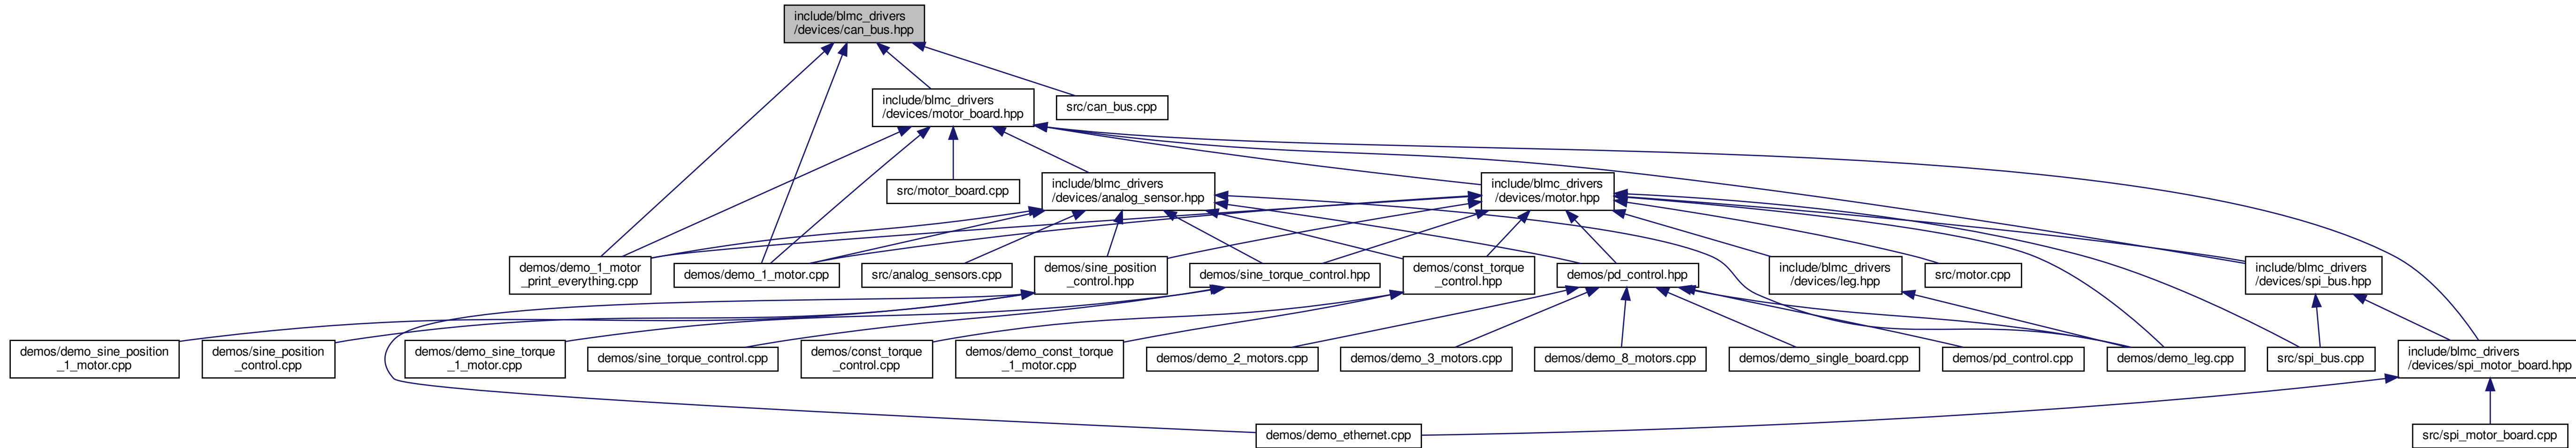 include/blmc_drivers
/devices/can_bus.hpp
include/blmc_drivers
/devices/motor_board.hpp
src/can_bus.cpp
src/motor_board.cpp
include/blmc_drivers
/devices/analog_sensor.hpp
include/blmc_drivers
/devices/motor.hpp
demos/demo_1_motor
_print_everything.cpp
demos/demo_1_motor.cpp
src/analog_sensors.cpp
demos/sine_position
_control.hpp
demos/sine_torque_control.hpp
demos/const_torque
_control.hpp
demos/pd_control.hpp
include/blmc_drivers
/devices/leg.hpp
src/motor.cpp
include/blmc_drivers
/devices/spi_bus.hpp
demos/demo_sine_position
_1_motor.cpp
demos/sine_position
_control.cpp
demos/demo_sine_torque
_1_motor.cpp
demos/sine_torque_control.cpp
demos/const_torque
_control.cpp
demos/demo_const_torque
_1_motor.cpp
demos/demo_2_motors.cpp
demos/demo_3_motors.cpp
demos/demo_8_motors.cpp
demos/demo_single_board.cpp
demos/pd_control.cpp
demos/demo_leg.cpp
src/spi_bus.cpp
include/blmc_drivers
/devices/spi_motor_board.hpp
demos/demo_ethernet.cpp
src/spi_motor_board.cpp